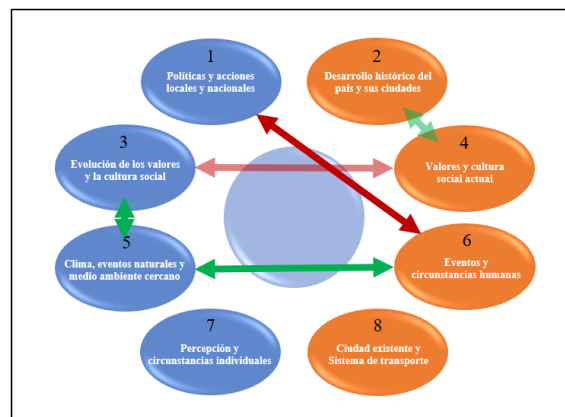 1
Políticas y acciones
locales y nacionales
2
Desarrollo histórico del
país y sus ciudades
3
Evolución de los valores
y la cultura social
4
Valores y cultura
social actual
5
Clima, eventos naturales y
medio ambiente cercano
6
Eventos y
circunstancias humanas
7
Percepción y
circunstancias individuales
8
Ciudad existente y
Sistema de transporte